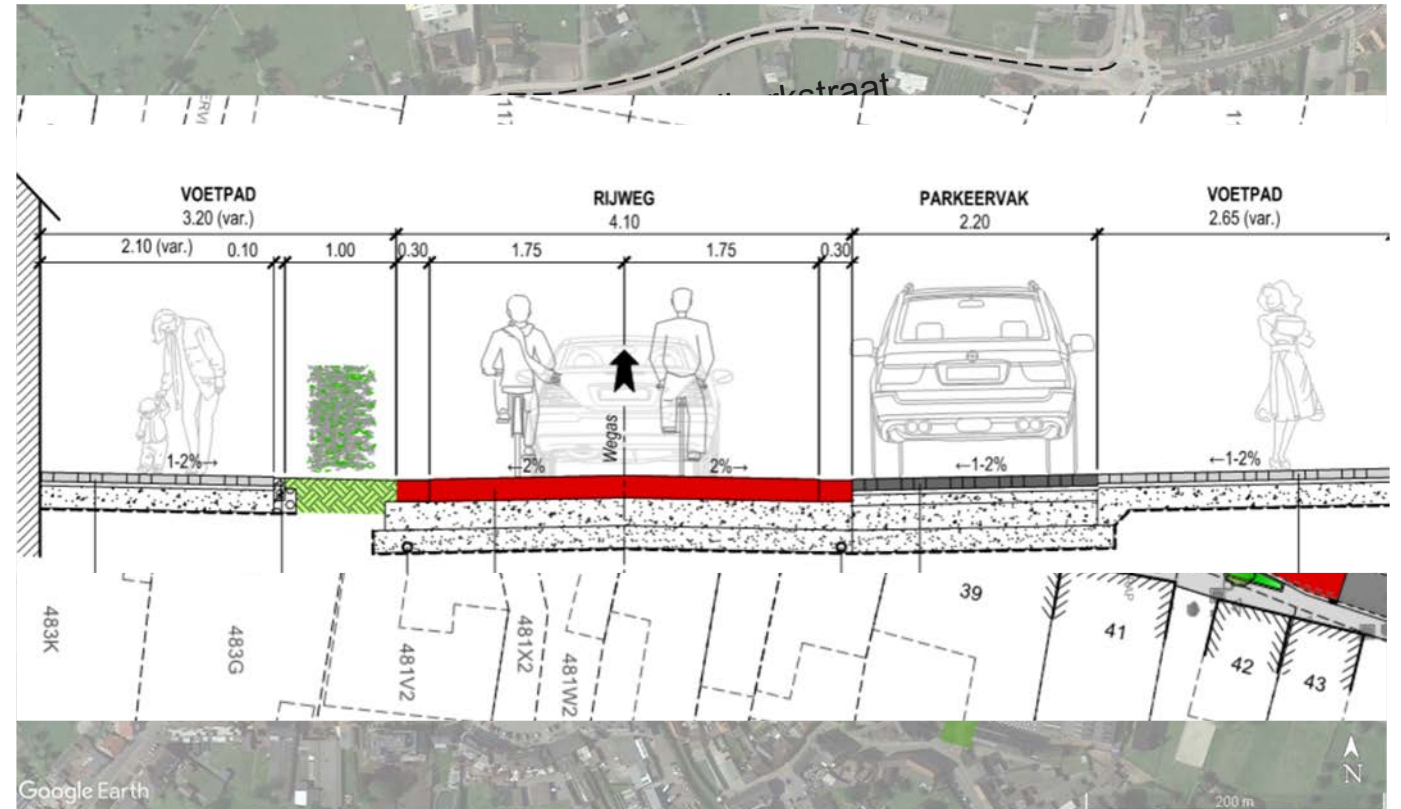 rkstraat
VOETPAD
3.20 (var.)
RIJWEG
4.10
PARKEERVAK
2.20
VOETPAD
2.65 (var.)
2.10 (var.) 0.10 1.00 0.30 1.75 1.75 0.30
Wegas
1-2%→ ←2% 2%→ ←1-2% ←1-2%
483K
483G
481V2
481X2
481W2
39
41
42
43
Google Earth
N
200 m